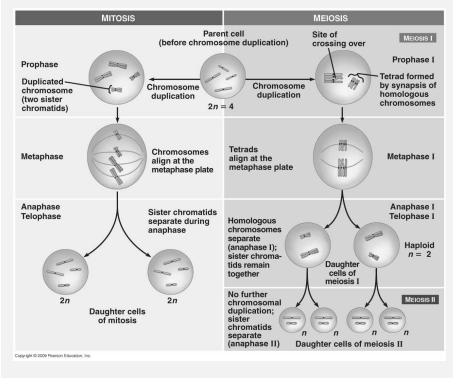 MITOSIS
MEIOSIS
Parent cell
(before chromosome duplication)
Site of
crossing over
MEIOSIS I
Prophase
Prophase I
Duplicated
chromosome
(two sister
chromatids)
Chromosome
duplication
2n = 4
Chromosome
duplication
Tetrad formed
by synapsis of
homologous
chromosomes
Metaphase
Chromosomes
align at the
metaphase plate
Tetrads
align at the
metaphase plate
Metaphase I
Anaphase
Telophase
Sister chromatids
separate during
anaphase
2n
2n
Daughter cells
of mitosis
Homologous
chromosomes
separate
(anaphase I);
sister chroma-
tids remain
together
Anaphase I
Telophase I
Haploid
n = 2
Daughter
cells of
meiosis I
No further
chromosomal
duplication;
sister
chromatids
separate
(anaphase II)
MEIOSIS II
n
n
n
n
Daughter cells of meiosis II
Copyright © 2009 Pearson Education, Inc.